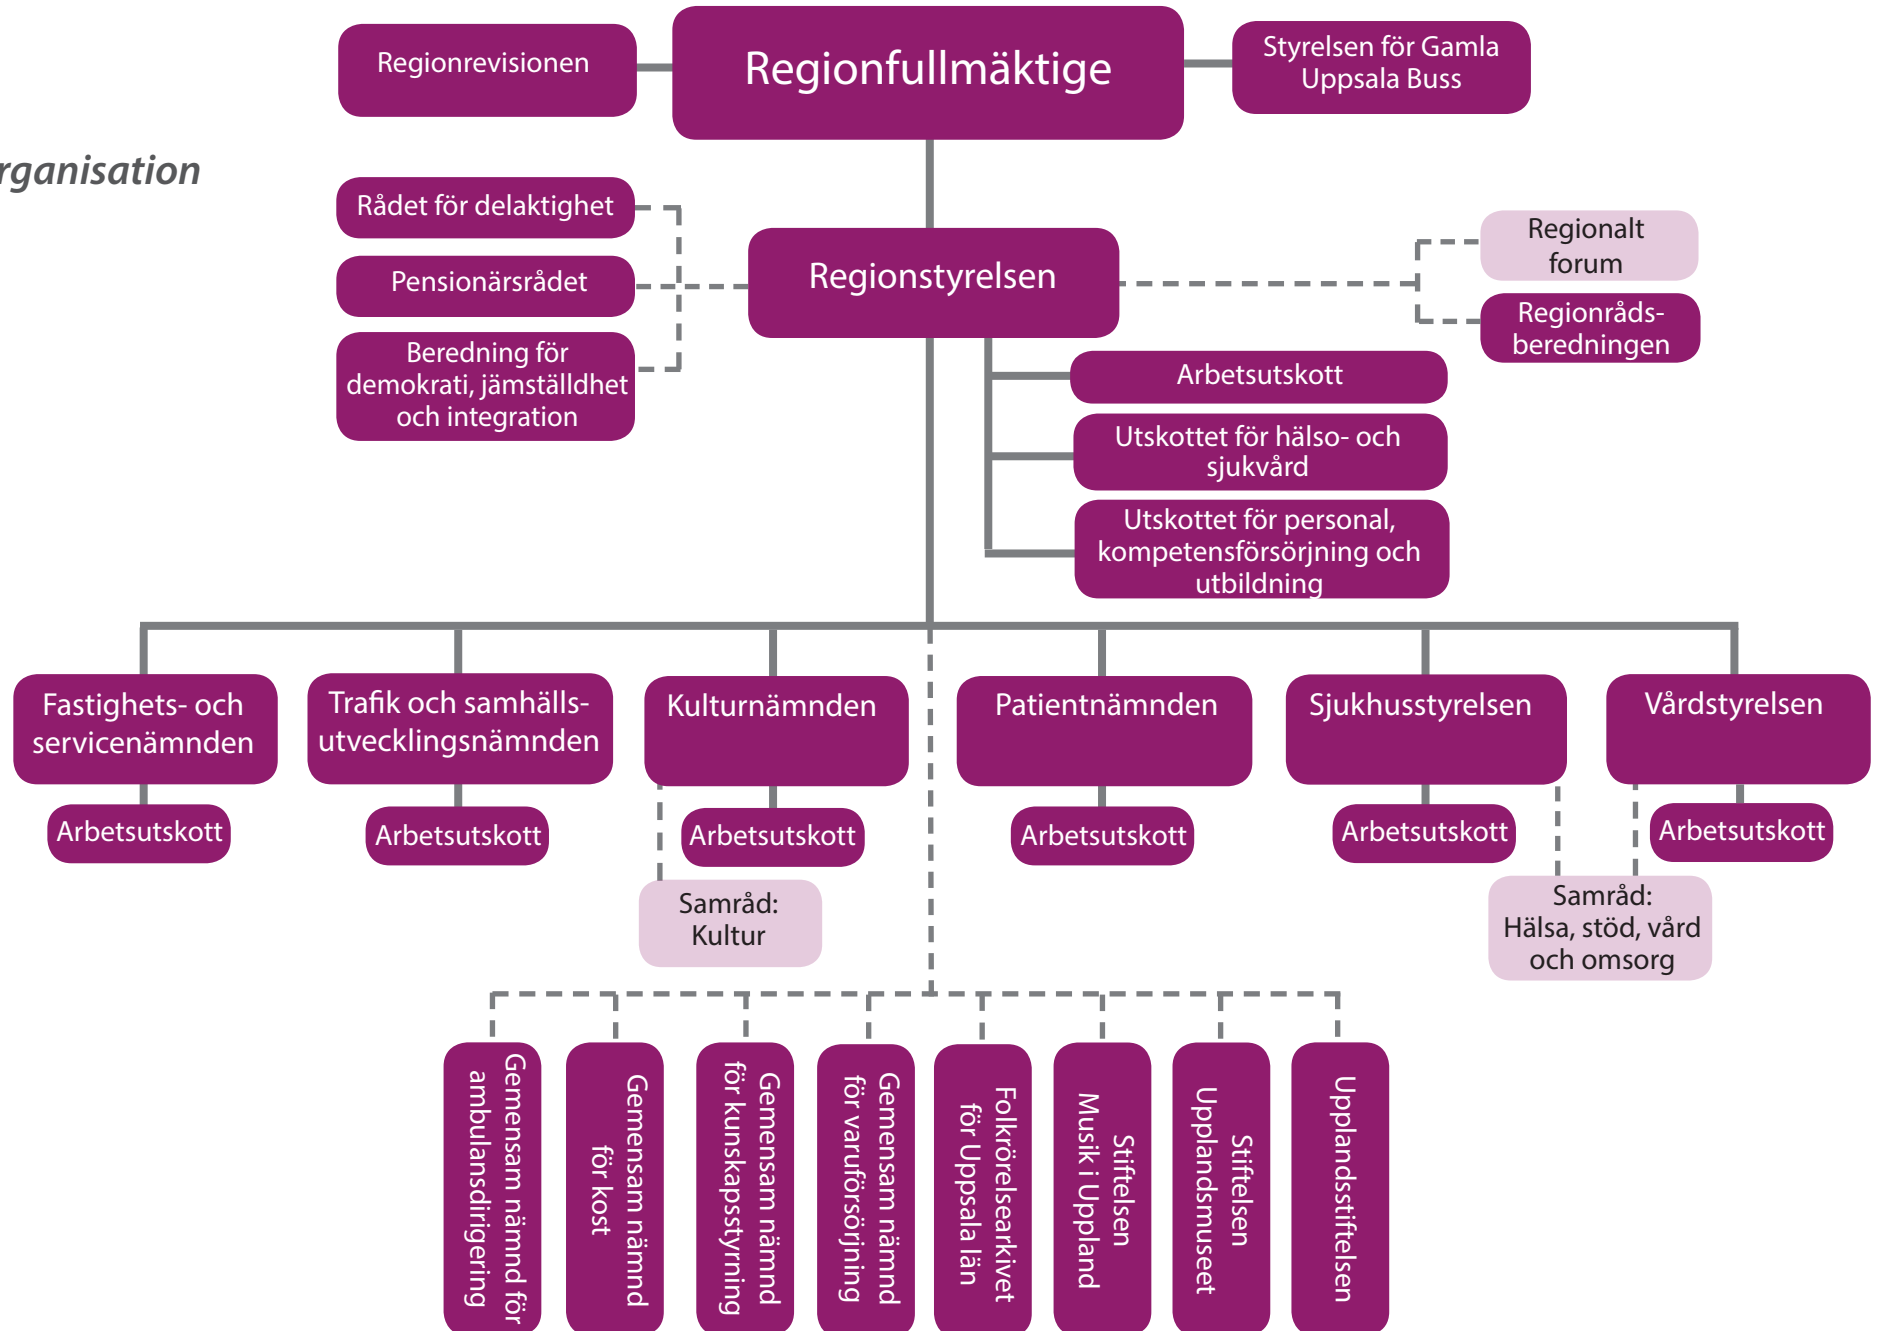 Regionrevisionen
Regionfullmäktige
Styrelsen för Gamla
Uppsala Buss
rganisation
Rådet för delaktighet
Pensionärsrådet
Beredning för
demokrati, jämställdhet
och integration
Regionstyrelsen
Regionalt
forum
Regionråds-
beredningen
Arbetsutskott
Utskottet för hälso- och
sjukvård
Utskottet för personal,
kompetensförsörjning och
utbildning
Fastighets- och
servicenämnden
Trafik och samhälls-
utvecklingsnämnden
Kulturnämnden
Patientnämnden
Sjukhusstyrelsen
Vårdstyrelsen
Arbetsutskott
Arbetsutskott
Arbetsutskott
Arbetsutskott
Arbetsutskott
Arbetsutskott
Samråd:
Kultur
Samråd:
Hälsa, stöd, vård
och omsorg
Gemensam nämnd för
ambulansdirigering
Gemensam nämnd
för kost
Gemensam nämnd
för kunskapsstyrning
Gemensam nämnd
för varuförsörjning
Folkrörelsearkivet
för Uppsala län
Stiftelsen
Musik i Uppland
Stiftelsen
Upplandsmuseet
Upplandsstiftelsen